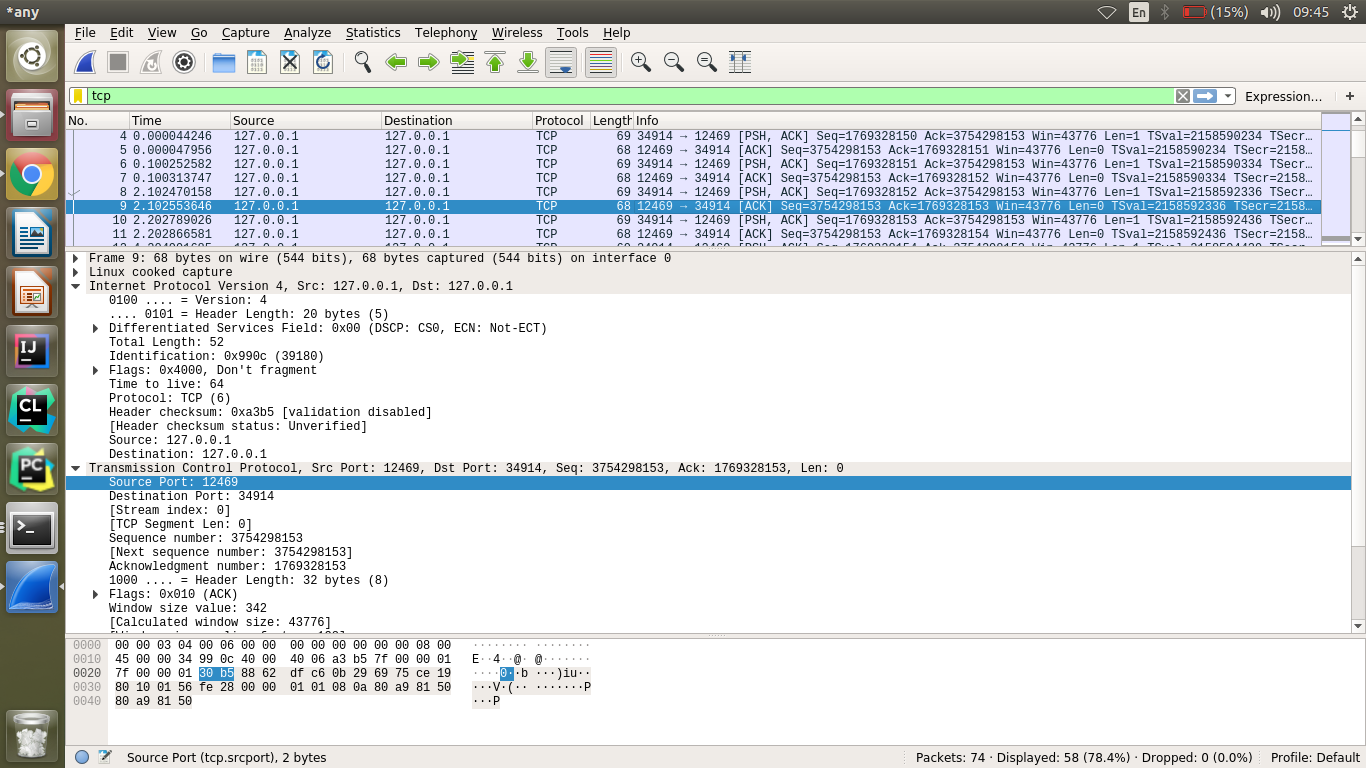 *any
En
(15%)
09:45
File Edit View Go Capture Analyze Statistics Telephony Wireless Tools Help
tcp
Expression…
+
No. Time Source Destination Protocol Length Info
4 0.000044246 127.0.0.1 127.0.0.1 TCP 69 34914 → 12469 [PSH, ACK] Seq=1769328150 Ack=3754298153 Win=43776 Len=1 TSval=2158590234 TSecr…
5 0.000047956 127.0.0.1 127.0.0.1 TCP 68 12469 → 34914 [ACK] Seq=3754298153 Ack=1769328151 Win=43776 Len=0 TSval=2158590234 TSecr=2158…
6 0.100252582 127.0.0.1 127.0.0.1 TCP 69 34914 → 12469 [PSH, ACK] Seq=1769328151 Ack=3754298153 Win=43776 Len=1 TSval=2158590334 TSecr…
7 0.100313747 127.0.0.1 127.0.0.1 TCP 68 12469 → 34914 [ACK] Seq=3754298153 Ack=1769328152 Win=43776 Len=0 TSval=2158590334 TSecr=2158…
8 2.102470158 127.0.0.1 127.0.0.1 TCP 69 34914 → 12469 [PSH, ACK] Seq=1769328152 Ack=3754298153 Win=43776 Len=1 TSval=2158592336 TSecr…
9 2.102553646 127.0.0.1 127.0.0.1 TCP 68 12469 → 34914 [ACK] Seq=3754298153 Ack=1769328153 Win=43776 Len=0 TSval=2158592336 TSecr=2158…
10 2.202789026 127.0.0.1 127.0.0.1 TCP 69 34914 → 12469 [PSH, ACK] Seq=1769328153 Ack=3754298153 Win=43776 Len=1 TSval=2158592436 TSecr…
11 2.202866581 127.0.0.1 127.0.0.1 TCP 68 12469 → 34914 [ACK] Seq=3754298153 Ack=1769328154 Win=43776 Len=0 TSval=2158592436 TSecr=2158…
Frame 9: 68 bytes on wire (544 bits), 68 bytes captured (544 bits) on interface 0
Linux cooked capture
Internet Protocol Version 4, Src: 127.0.0.1, Dst: 127.0.0.1
0100 .... = Version: 4
.... 0101 = Header Length: 20 bytes (5)
Differentiated Services Field: 0x00 (DSCP: CS0, ECN: Not-ECT)
Total Length: 52
Identification: 0x990c (39180)
Flags: 0x4000, Don't fragment
Time to live: 64
Protocol: TCP (6)
Header checksum: 0xa3b5 [validation disabled]
[Header checksum status: Unverified]
Source: 127.0.0.1
Destination: 127.0.0.1
Transmission Control Protocol, Src Port: 12469, Dst Port: 34914, Seq: 3754298153, Ack: 1769328153, Len: 0
Source Port: 12469
Destination Port: 34914
[Stream index: 0]
[TCP Segment Len: 0]
Sequence number: 3754298153
[Next sequence number: 3754298153]
Acknowledgment number: 1769328153
1000 .... = Header Length: 32 bytes (8)
Flags: 0x010 (ACK)
Window size value: 342
[Calculated window size: 43776]
0000 00 00 03 04 00 06 00 00 00 00 00 00 00 00 08 00 ········ ········
0010 45 00 00 34 99 0c 40 00 40 06 a3 b5 7f 00 00 01 E··4··@· @·······
0020 7f 00 00 01 30 b5 88 62 df c6 0b 29 69 75 ce 19 ····0··b ···)iu··
0030 80 10 01 56 fe 28 00 00 01 01 08 0a 80 a9 81 50 ···V·(·· ·······P
0040 80 a9 81 50 ···P
Source Port (tcp.srcport), 2 bytes
Packets: 74 · Displayed: 58 (78.4%) · Dropped: 0 (0.0%)
Profile: Default
IJ
CL
PC
>_